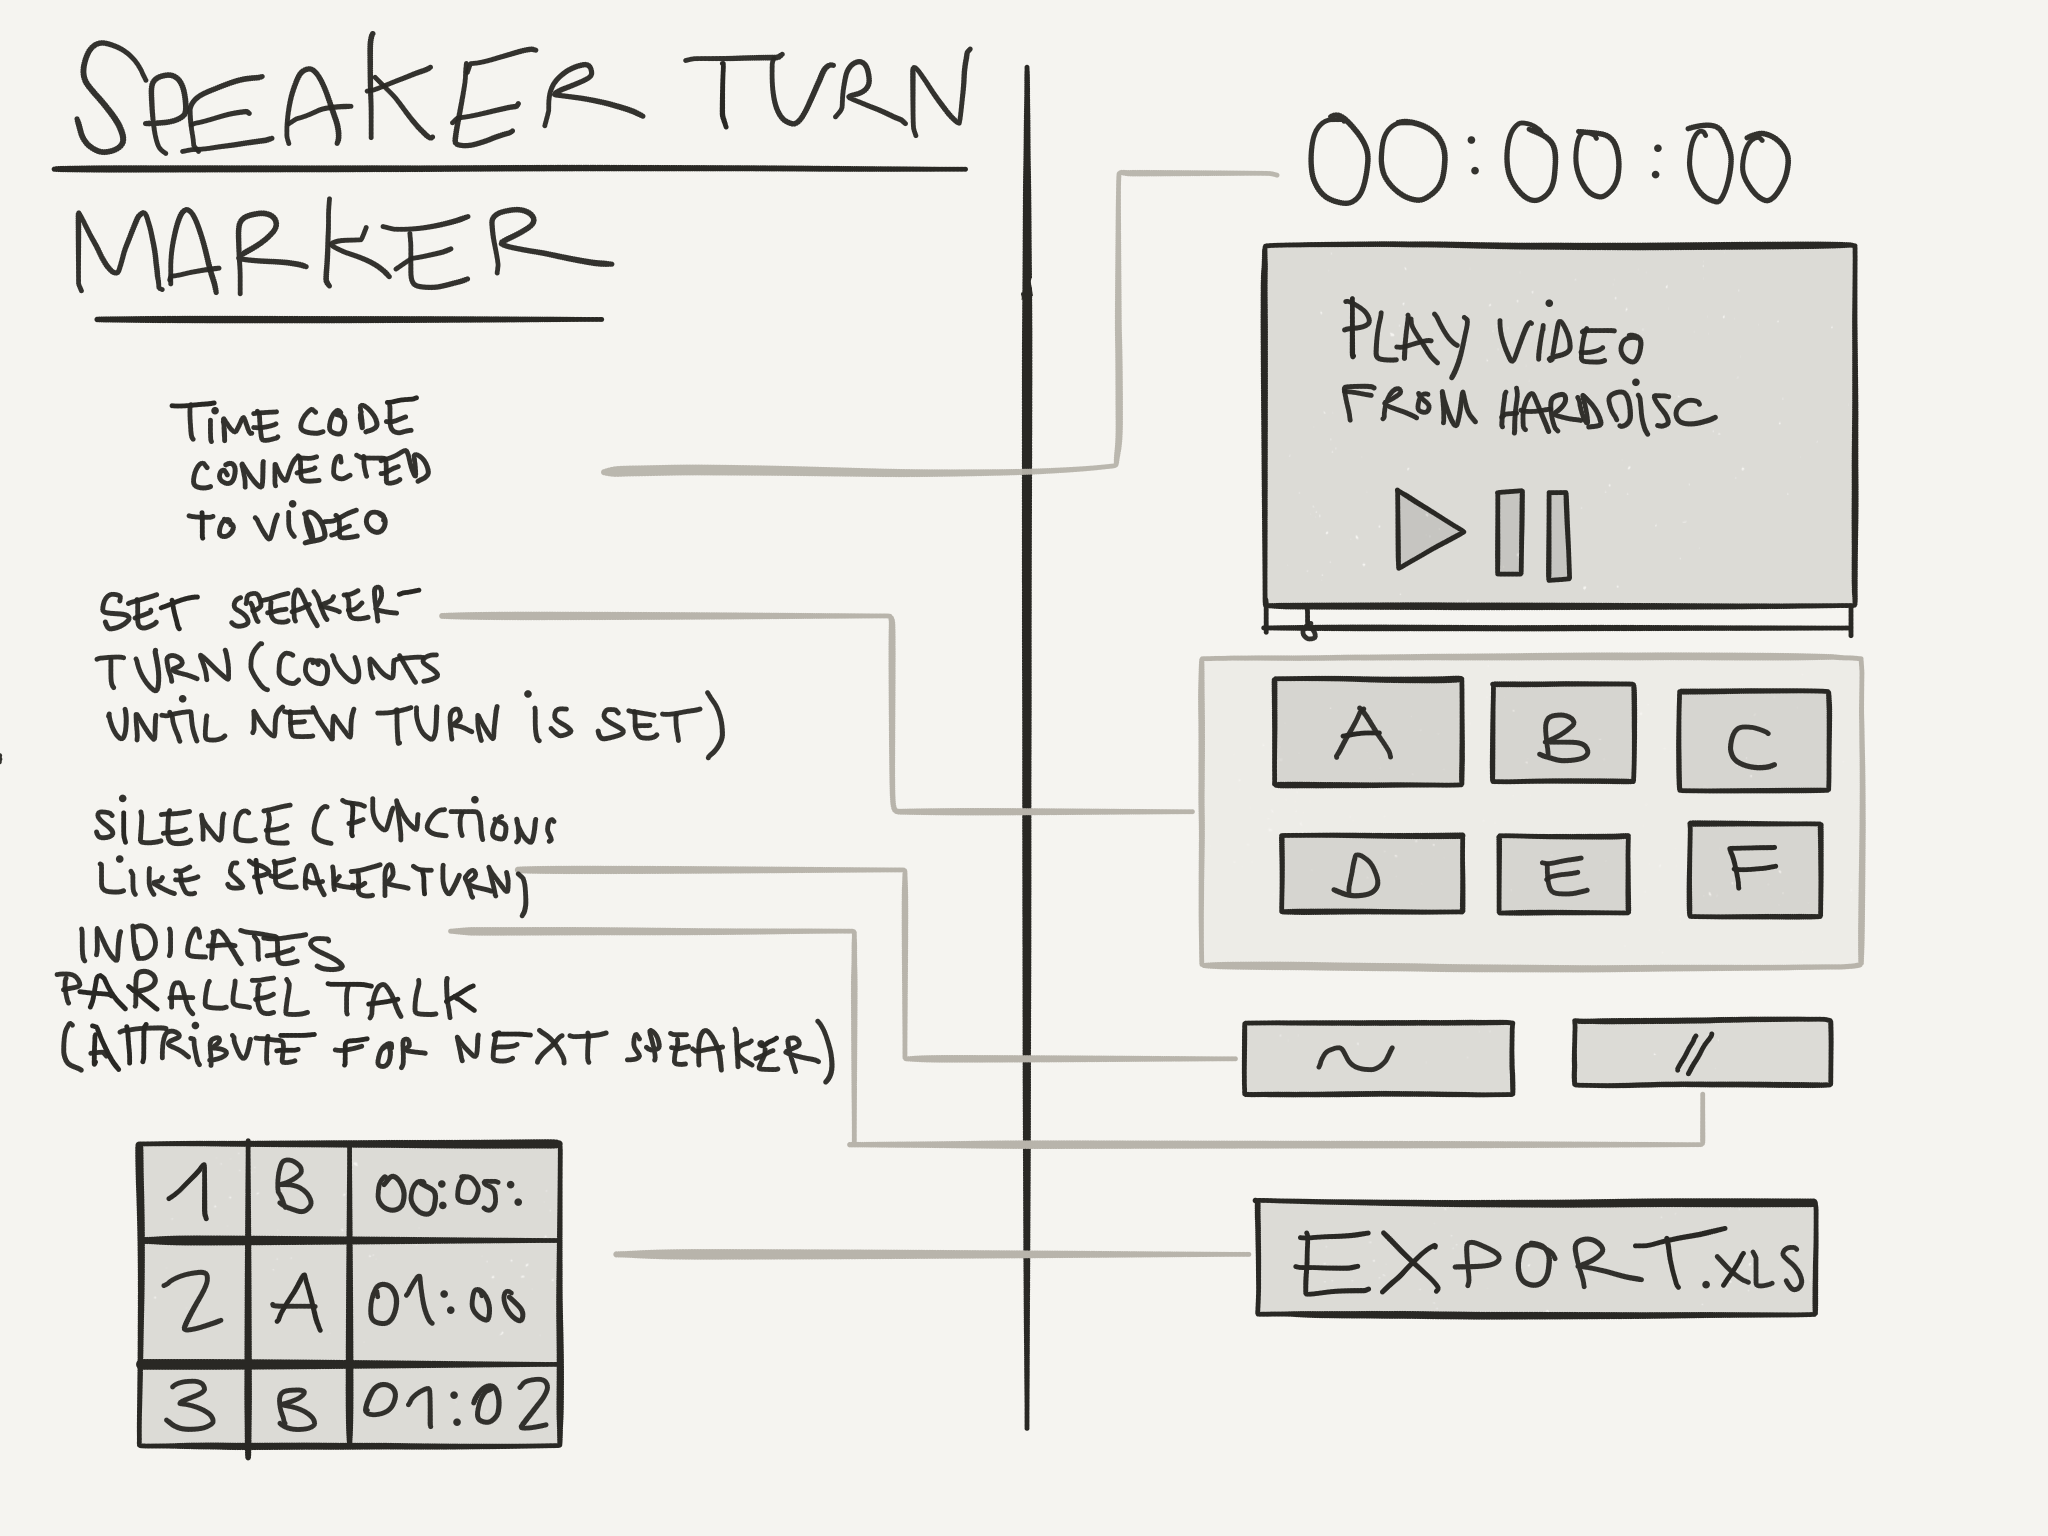 SPEAKER TURN
MARKER
TiME CODE
CONNECTED
TO ViDEO
SET SPEAKER
TURN (COUNTS
UNTiL NEW TURN iS SET)
SiLENCE (FUNCTiONS
LiKE SPEAKERTURN)
INDICATES
PARALLEL TALK
(ATTRiBUTE FOR NEXT SPEAKER)
1 B 00:05:
2 A 01:00
3 B 01:02
00:00:00
PLAY ViDEO
FROM HARDDiSC
A B C
D E F
~ //
EXPORT.XLS